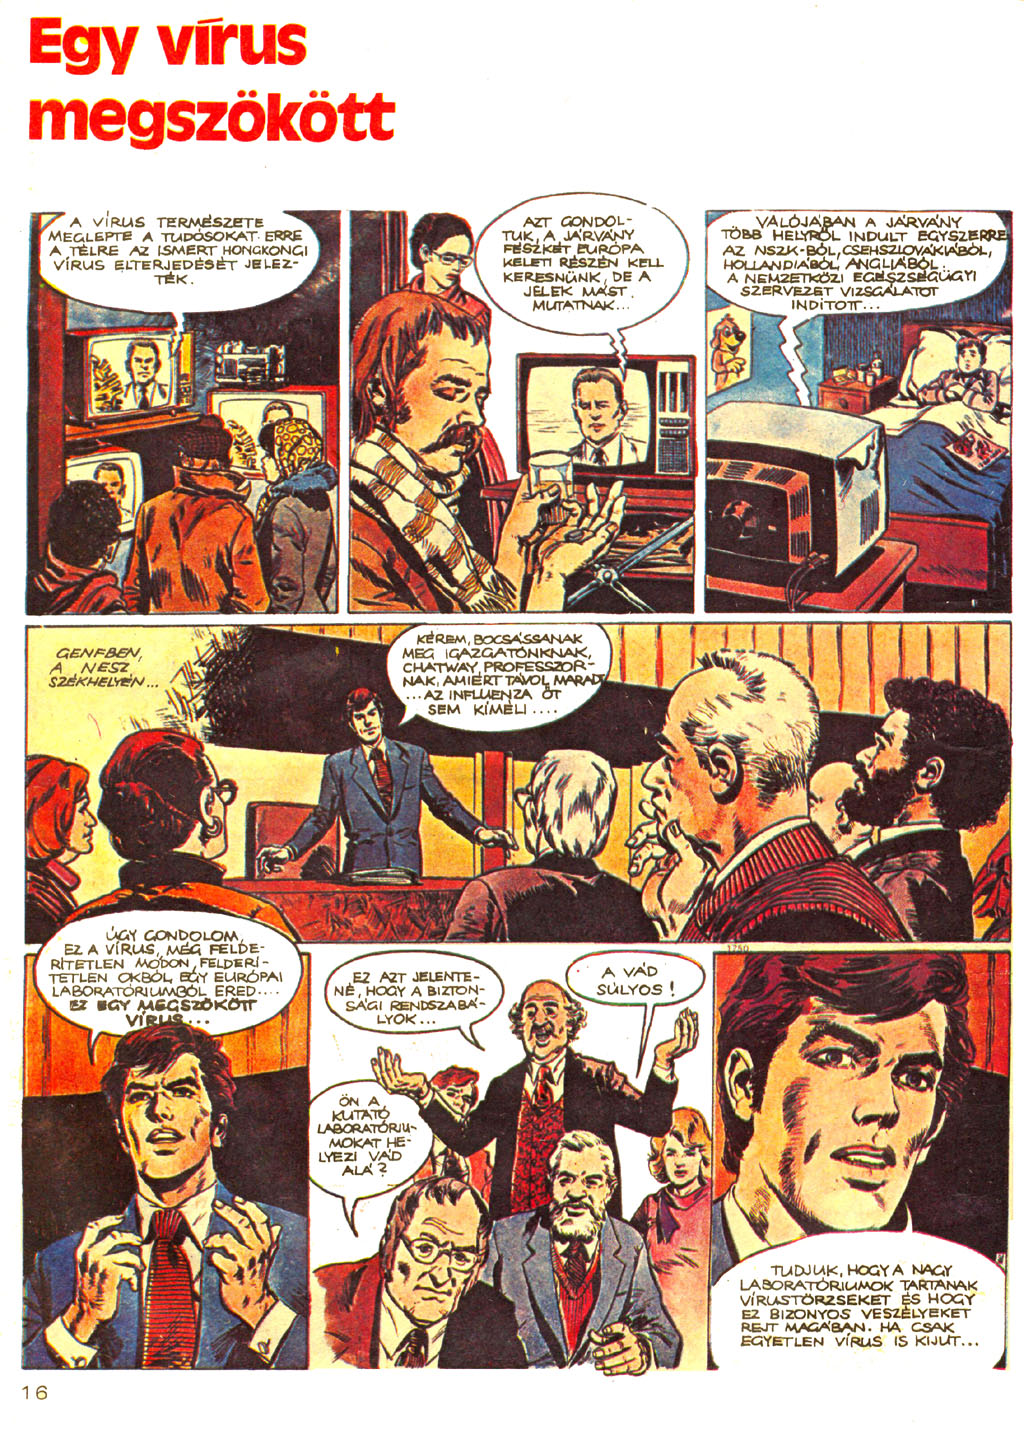 Egy vírus
megszökött
A VÍRUS TERMÉSZETE
MEGLEPTE A TUDÓSOKAT. ERRE
A TÉLRE AZ ISMERT HONGKONGI
VÍRUS ELTERJEDÉSÉT JELEZ-
TÉK.
AZT GONDOL-
TUK, A JÁRVÁNY
FÉSZKÉT EURÓPA
KELETI RÉSZÉN KELL
KERESNÜNK, DE A
JELEK MÁST
MUTATNAK...
VALÓJÁBAN A JÁRVÁNY
TÖBB HELYRŐL INDULT EGYSZERRE
AZ NSZK-BÓL, CSEHSZLOVÁKIÁBÓL,
HOLLANDIÁBÓL, ANGLIÁBÓL.
A NEMZETKÖZI EGÉSZSÉGÜGYI
SZERVEZET VIZSGÁLATOT
INDÍTOTT...
GENFBEN,
A NESZ
SZÉKHELYÉN...
KÉREM, BOCSÁSSANAK
MEG IGAZGATÓNKNAK,
CHATWAY, PROFESSZOR-
NAK, AMIÉRT TÁVOL MARADT
...AZ INFLUENZA ŐT
SEM KÍMÉLI....
ÚGY GONDOLOM,
EZ A VÍRUS, MÉG FELDE-
RÍTETLEN MÓDON, FELDERÍ-
TETLEN OKBÓL, EGY EURÓPAI
LABORATÓRIUMBÓL ERED....
EZ EGY MEGSZÖKÖTT
VÍRUS...
EZ AZT JELENTE-
NÉ, HOGY A BIZTON-
SÁGI RENDSZABÁ-
LYOK...
A VÁD
SÚLYOS!
ÖN A
KUTATÓ
LABORATÓRIU-
MOKAT HE-
LYEZI VÁD
ALÁ?
1780
TUDJUK, HOGY A NAGY
LABORATÓRIUMOK TARTANAK
VÍRUSTÖRZSEKET ÉS HOGY
EZ BIZONYOS VESZÉLYEKET
REJT MAGÁBAN. HA CSAK
EGYETLEN VÍRUS IS KIJUT...
16